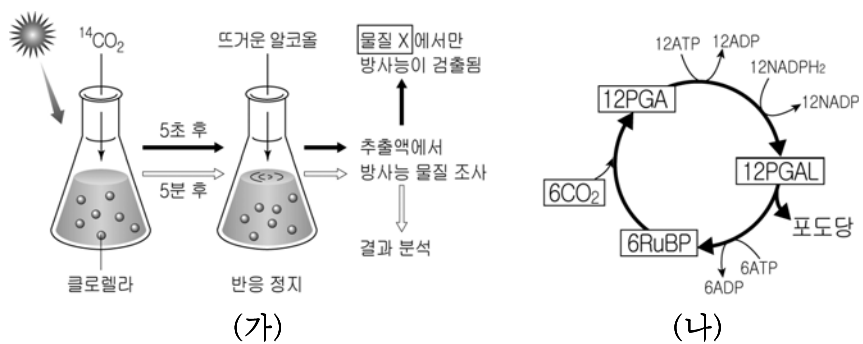 ¹⁴CO₂
뜨거운 알코올
물질 X에서만
방사능이 검출됨
5초 후
5분 후
추출액에서
방사능 물질 조사
결과 분석
클로렐라
반응 정지
(가)
12ATP
12ADP
12NADPH₂
12NADP
12PGA
12PGAL
6CO₂
포도당
6RuBP
6ATP
6ADP
(나)